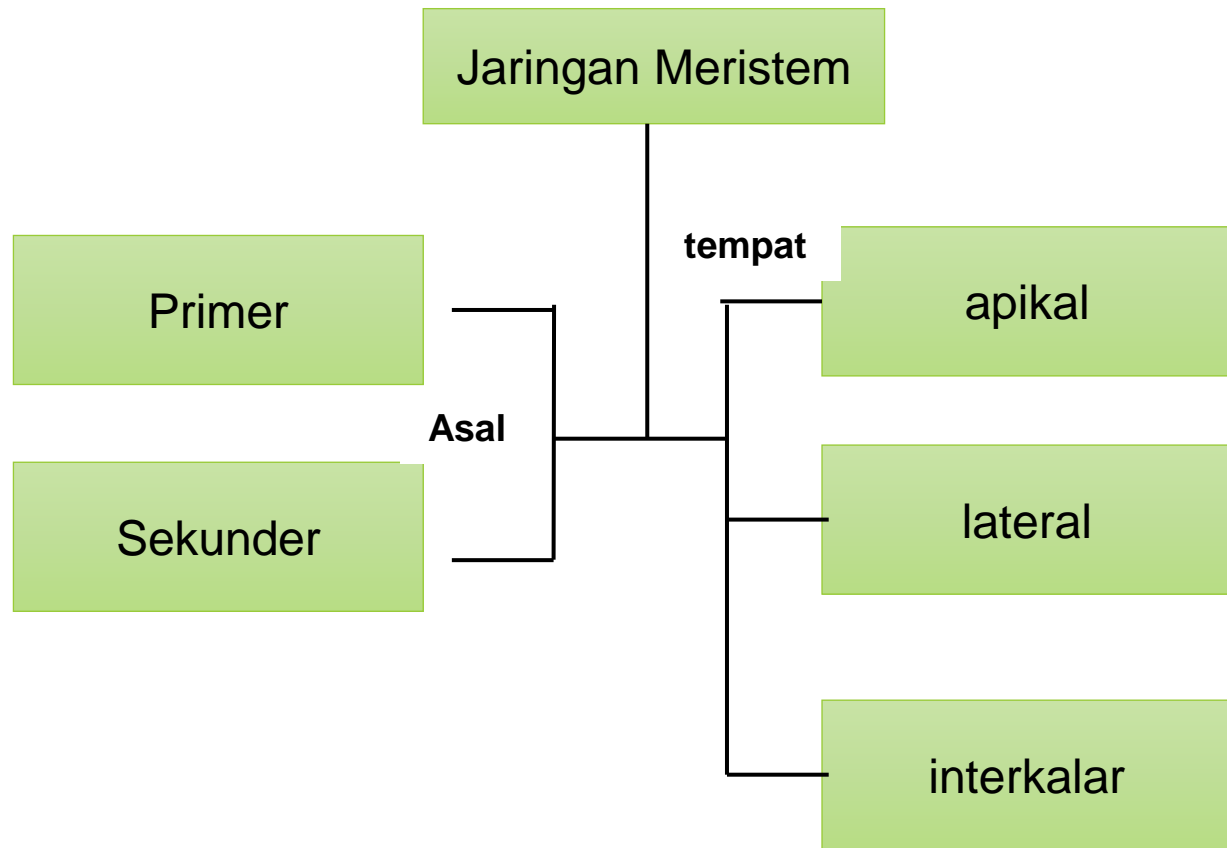 Jaringan Meristem
tempat
Primer
apikal
Asal
Sekunder
lateral
interkalar